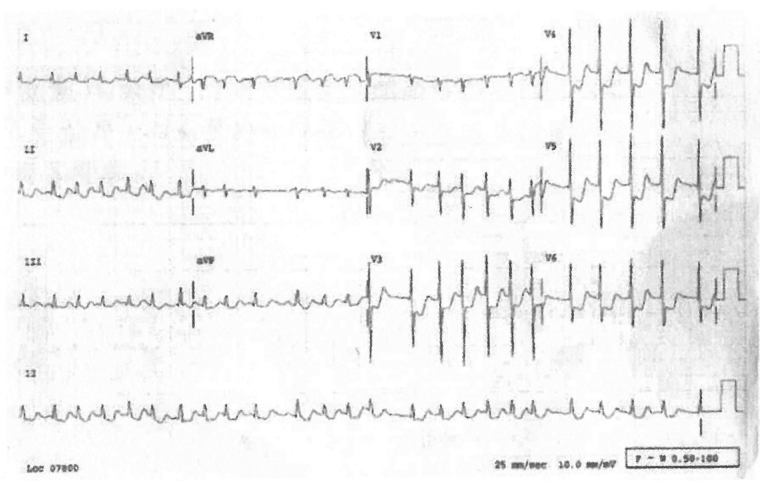 I aVR V1 V4
II aVL V2 V5
III aVF V3 V6
II
Loc 07800
25 mm/sec 10.0 mm/mV F ~ W 0.50-100